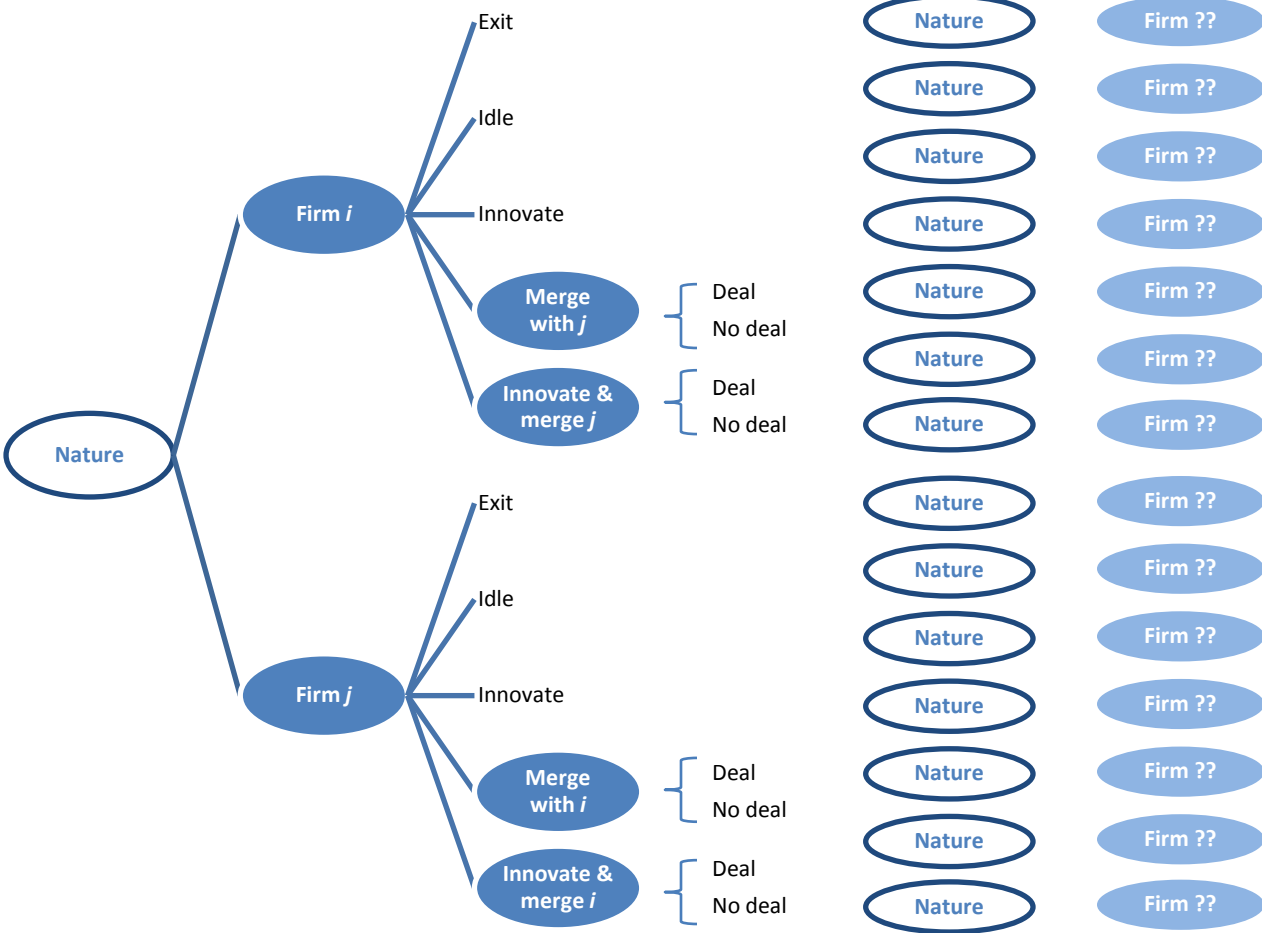 Exit
Nature
Firm ??
Nature
Firm ??
Idle
Nature
Firm ??
Firm i
Innovate
Nature
Firm ??
Merge
with j
Deal
No deal
Nature
Firm ??
Nature
Firm ??
Innovate &
merge j
Deal
No deal
Nature
Firm ??
Nature
Exit
Nature
Firm ??
Nature
Firm ??
Idle
Nature
Firm ??
Firm j
Innovate
Nature
Firm ??
Merge
with i
Deal
No deal
Nature
Firm ??
Nature
Firm ??
Innovate &
merge i
Deal
No deal
Nature
Firm ??